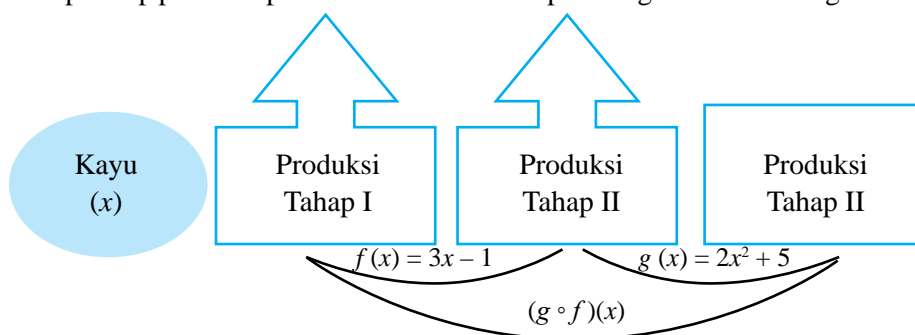 Kayu
(x)
Produksi
Tahap I
Produksi
Tahap II
Produksi
Tahap II
f (x) = 3x – 1
g (x) = 2x² + 5
(g ∘ f)(x)